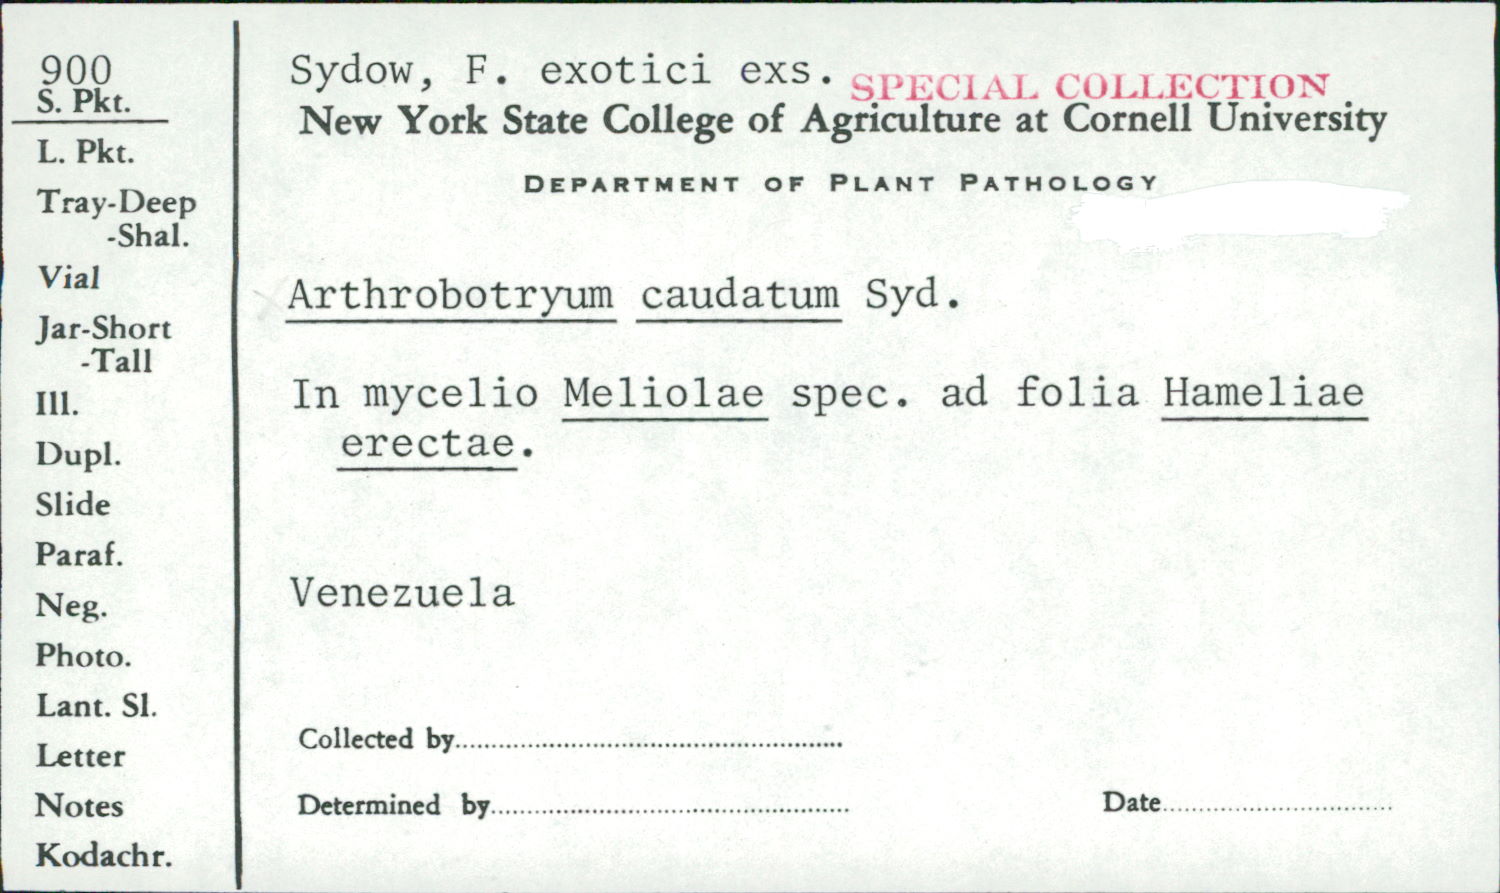 900
S. Pkt.
L. Pkt.
Tray-Deep
-Shal.
Vial
Jar-Short
-Tall
Ill.
Dupl.
Slide
Paraf.
Neg.
Photo.
Lant. Sl.
Letter
Notes
Kodachr.
Sydow, F. exotici exs. SPECIAL COLLECTION
New York State College of Agriculture at Cornell University
DEPARTMENT OF PLANT PATHOLOGY
Arthrobotryum caudatum Syd.
In mycelio Meliolae spec. ad folia Hameliae
erectae.
Venezuela
Collected by
Determined by
Date